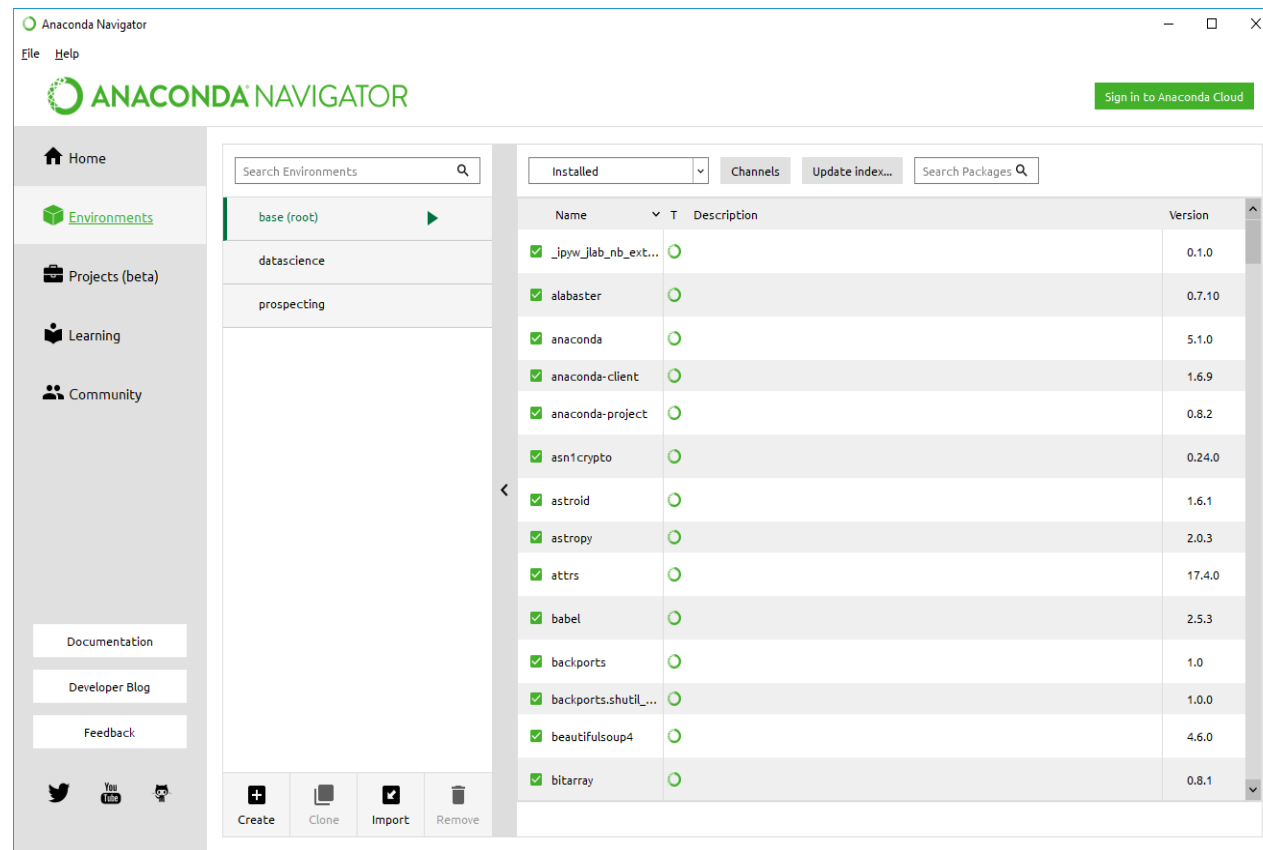 Anaconda Navigator
File Help
ANACONDA NAVIGATOR
Sign in to Anaconda Cloud
Home
Environments
Projects (beta)
Learning
Community
Documentation
Developer Blog
Feedback
You Tube
Search Environments
base (root)
datascience
prospecting
Create Clone Import Remove
Installed Channels Update index... Search Packages
Name T Description Version
_ipyw_jlab_nb_ext... 0.1.0
alabaster 0.7.10
anaconda 5.1.0
anaconda-client 1.6.9
anaconda-project 0.8.2
asn1crypto 0.24.0
astroid 1.6.1
astropy 2.0.3
attrs 17.4.0
babel 2.5.3
backports 1.0
backports.shutil_... 1.0.0
beautifulsoup4 4.6.0
bitarray 0.8.1